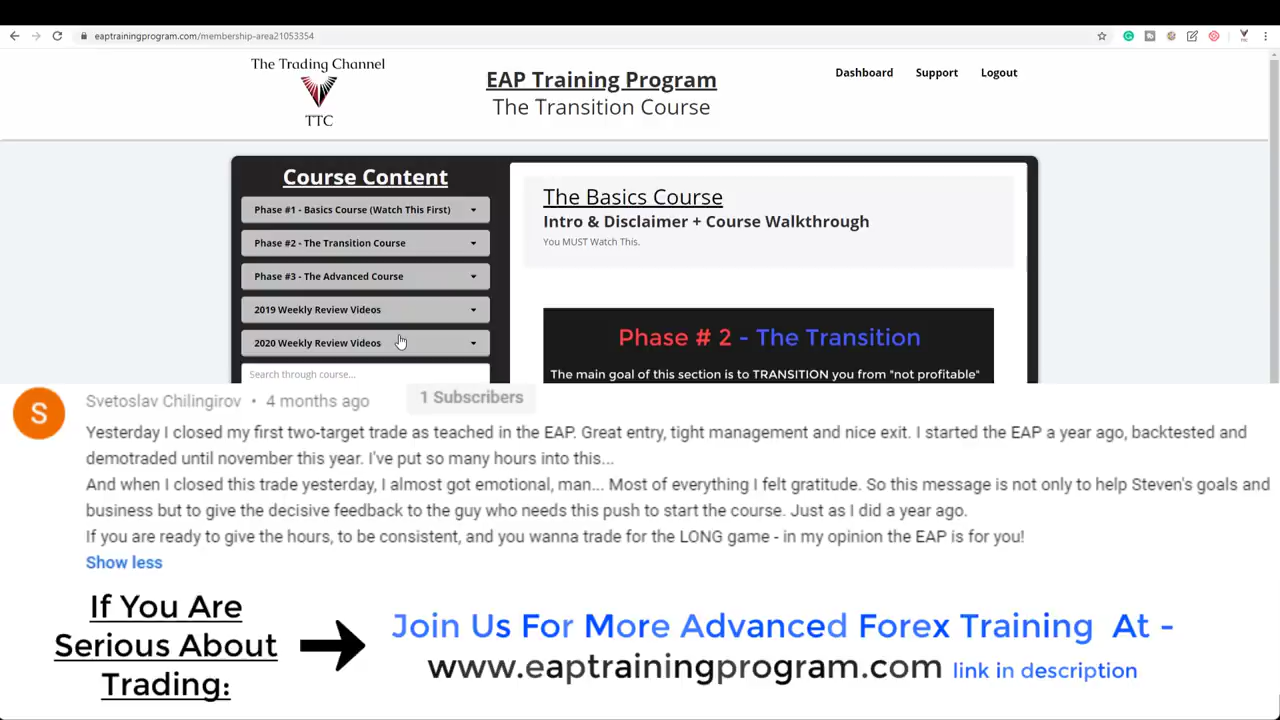 eaptrainingprogram.com/membership-area21053354
The Trading Channel
TTC
EAP Training Program
The Transition Course
Dashboard Support Logout
Course Content
Phase #1 - Basics Course (Watch This First)
Phase #2 - The Transition Course
Phase #3 - The Advanced Course
2019 Weekly Review Videos
2020 Weekly Review Videos
Search through course...
The Basics Course
Intro & Disclaimer + Course Walkthrough
You MUST Watch This.
Phase # 2 - The Transition
The main goal of this section is to TRANSITION you from "not profitable"
S
Svetoslav Chilingirov • 4 months ago
1 Subscribers
Yesterday I closed my first two-target trade as teached in the EAP. Great entry, tight management and nice exit. I started the EAP a year ago, backtested and
demotraded until november this year. I've put so many hours into this...
And when I closed this trade yesterday, I almost got emotional, man... Most of everything I felt gratitude. So this message is not only to help Steven's goals and
business but to give the decisive feedback to the guy who needs this push to start the course. Just as I did a year ago.
If you are ready to give the hours, to be consistent, and you wanna trade for the LONG game - in my opinion the EAP is for you!
Show less
If You Are
Serious About
Trading:
Join Us For More Advanced Forex Training At -
www.eaptrainingprogram.com link in description